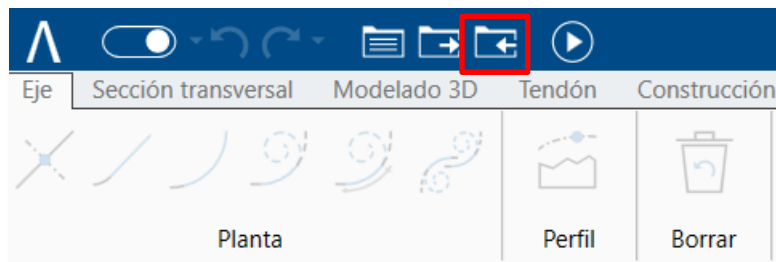 Eje Sección transversal Modelado 3D Tendón Construcción
Planta Perfil Borrar